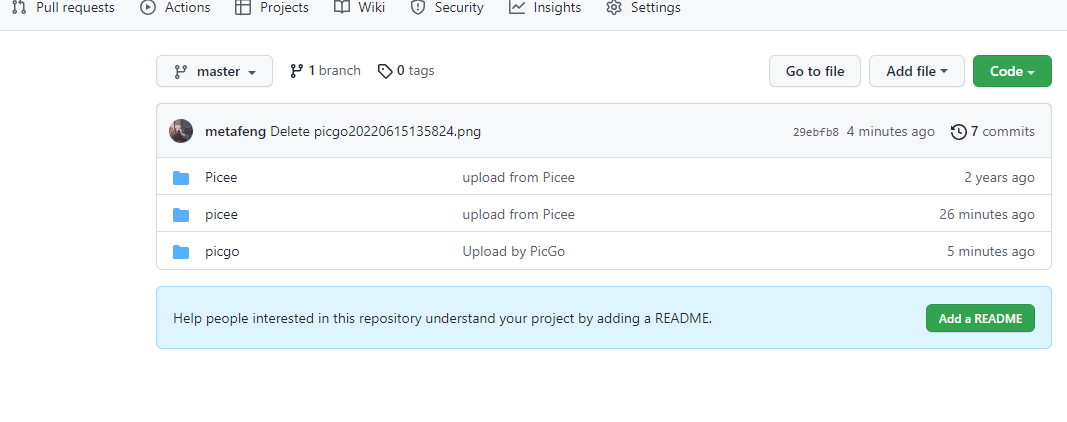 Pull requests Actions Projects Wiki Security Insights Settings
master 1 branch 0 tags Go to file Add file Code
metafeng Delete picgo20220615135824.png 29ebfb8 4 minutes ago 7 commits
Picee upload from Picee 2 years ago
picee upload from Picee 26 minutes ago
picgo Upload by PicGo 5 minutes ago
Help people interested in this repository understand your project by adding a README. Add a README